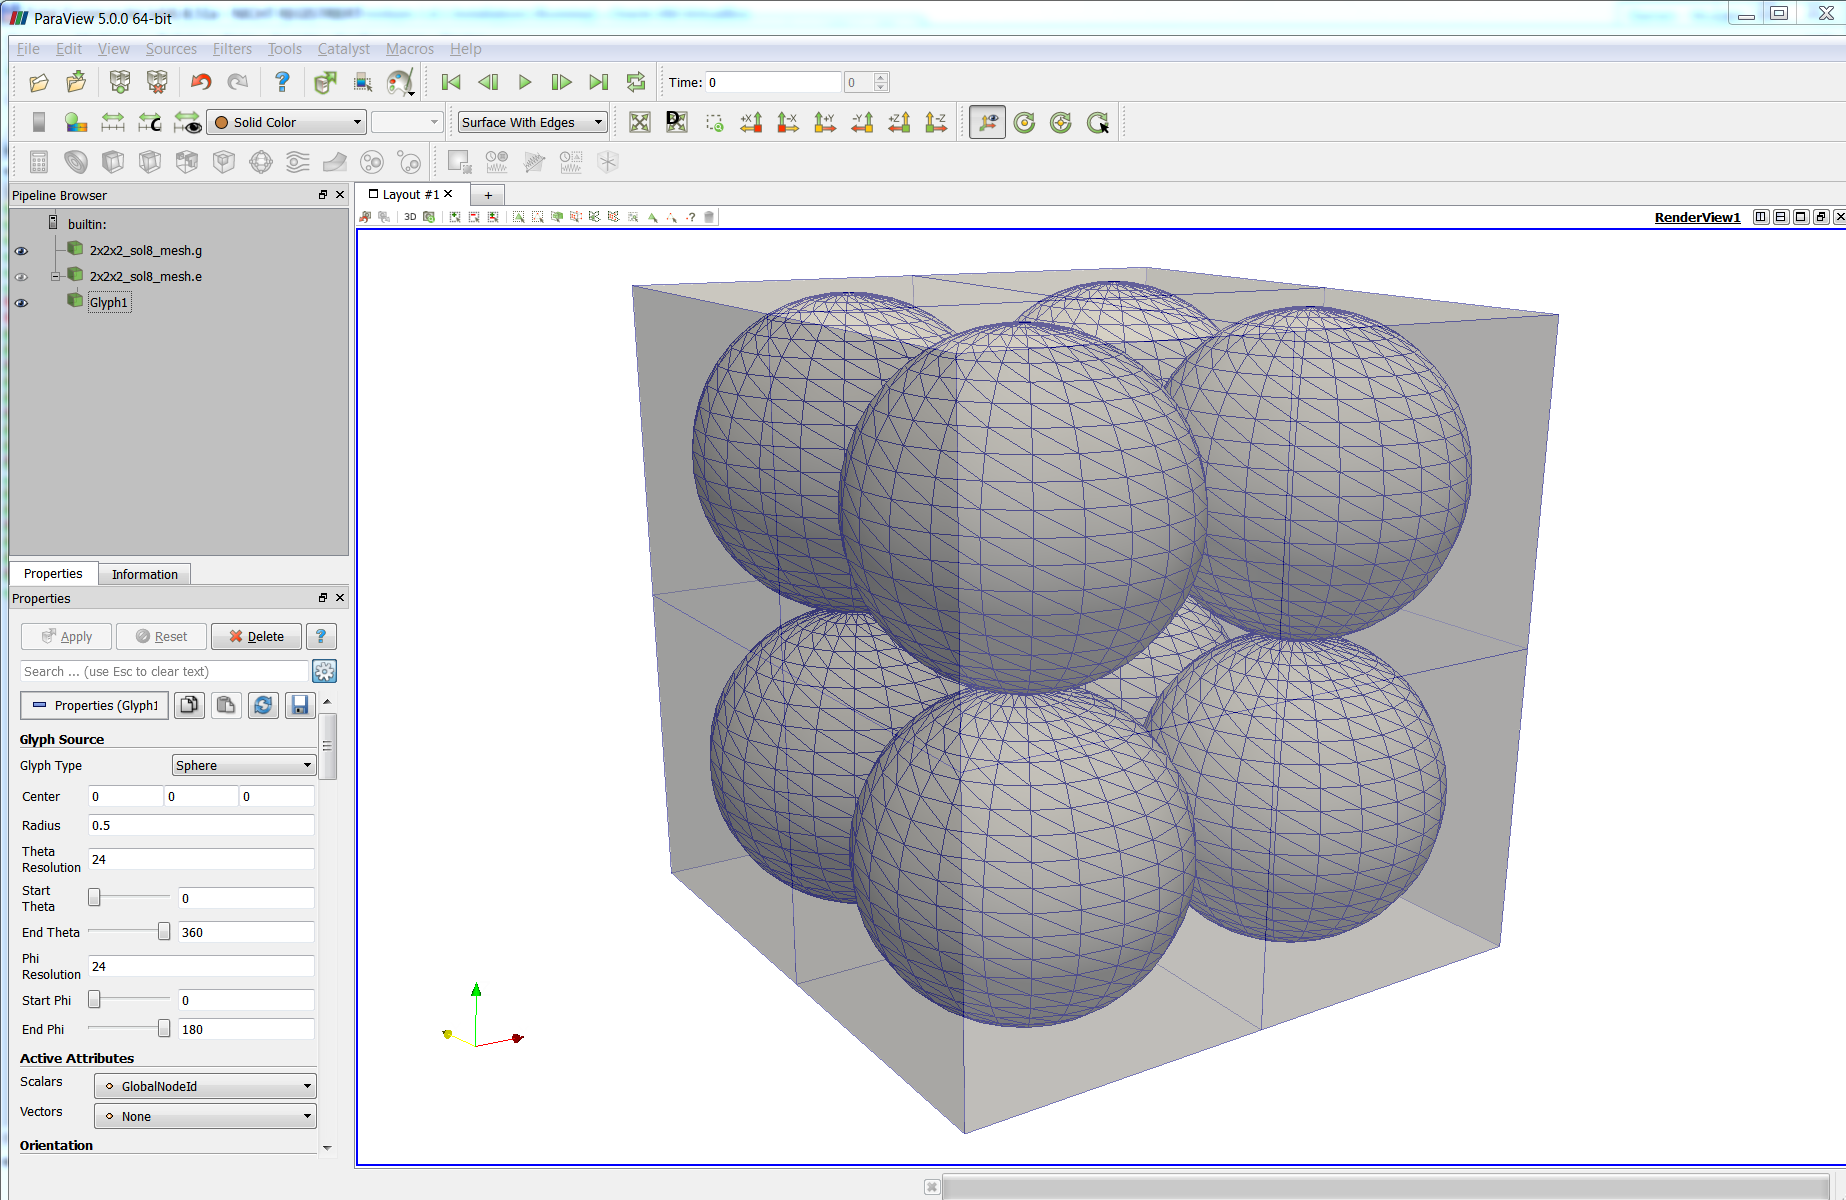 ParaView 5.0.0 64-bit
File Edit View Sources Filters Tools Catalyst Macros Help
Time: 0 0
Solid Color Surface With Edges +X -X +Y -Y +Z -Z
Pipeline Browser
Layout #1 +
3D ? RenderView1
builtin:
2x2x2_sol8_mesh.g
2x2x2_sol8_mesh.e
Glyph1
Properties Information
Properties
Apply Reset Delete ?
Search ... (use Esc to clear text)
Properties (Glyph1
Glyph Source
Glyph Type Sphere
Center 0 0 0
Radius 0.5
Theta
Resolution 24
Start
Theta 0
End Theta 360
Phi
Resolution 24
Start Phi 0
End Phi 180
Active Attributes
Scalars GlobalNodeId
Vectors None
Orientation